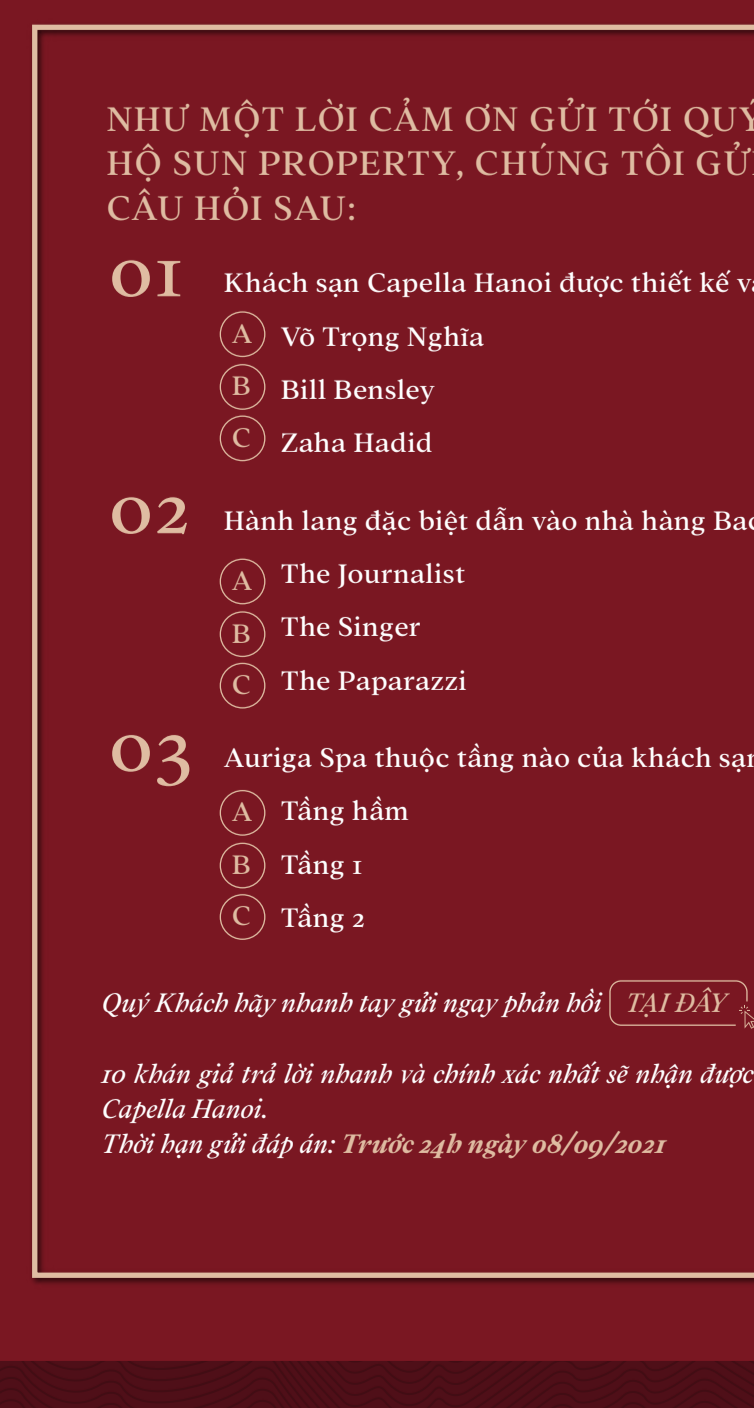 NHƯ MỘT LỜI CẢM ƠN GỬI TỚI QUÝ
HỘ SUN PROPERTY, CHÚNG TÔI GỬI
CÂU HỎI SAU:
01 Khách sạn Capella Hanoi được thiết kế
A Võ Trọng Nghĩa
B Bill Bensley
C Zaha Hadid
02 Hành lang đặc biệt dẫn vào nhà hàng
A The Journalist
B The Singer
C The Paparazzi
03 Auriga Spa thuộc tầng nào của khách sạn
A Tầng hầm
B Tầng 1
C Tầng 2
Quý Khách hãy nhanh tay gửi ngay phản hồi TẠI ĐÂY
10 khán giả trả lời nhanh và chính xác nhất sẽ nhận được
Capella Hanoi.
Thời hạn gửi đáp án: Trước 24h ngày 08/09/2021